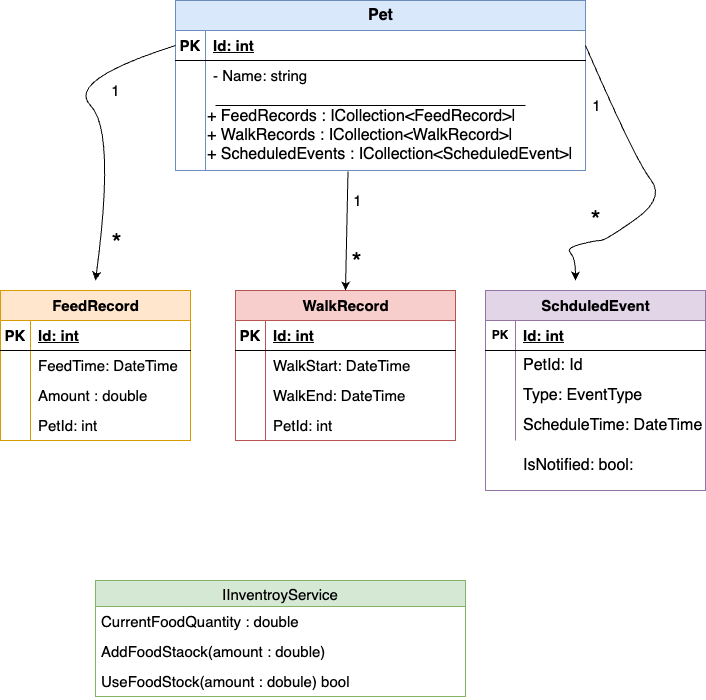 Pet
PK Id: int
- Name: string
+ FeedRecords : ICollection<FeedRecord>l
+ WalkRecords : ICollection<WalkRecord>l
+ ScheduledEvents : ICollection<ScheduledEvent>l
1
1
1
*
*
*
FeedRecord
PK Id: int
FeedTime: DateTime
Amount : double
PetId: int
WalkRecord
PK Id: int
WalkStart: DateTime
WalkEnd: DateTime
PetId: int
SchduledEvent
PK Id: int
PetId: Id
Type: EventType
ScheduleTime: DateTime
IsNotified: bool:
IInventroyService
CurrentFoodQuantity : double
AddFoodStaock(amount : double)
UseFoodStock(amount : dobule) bool